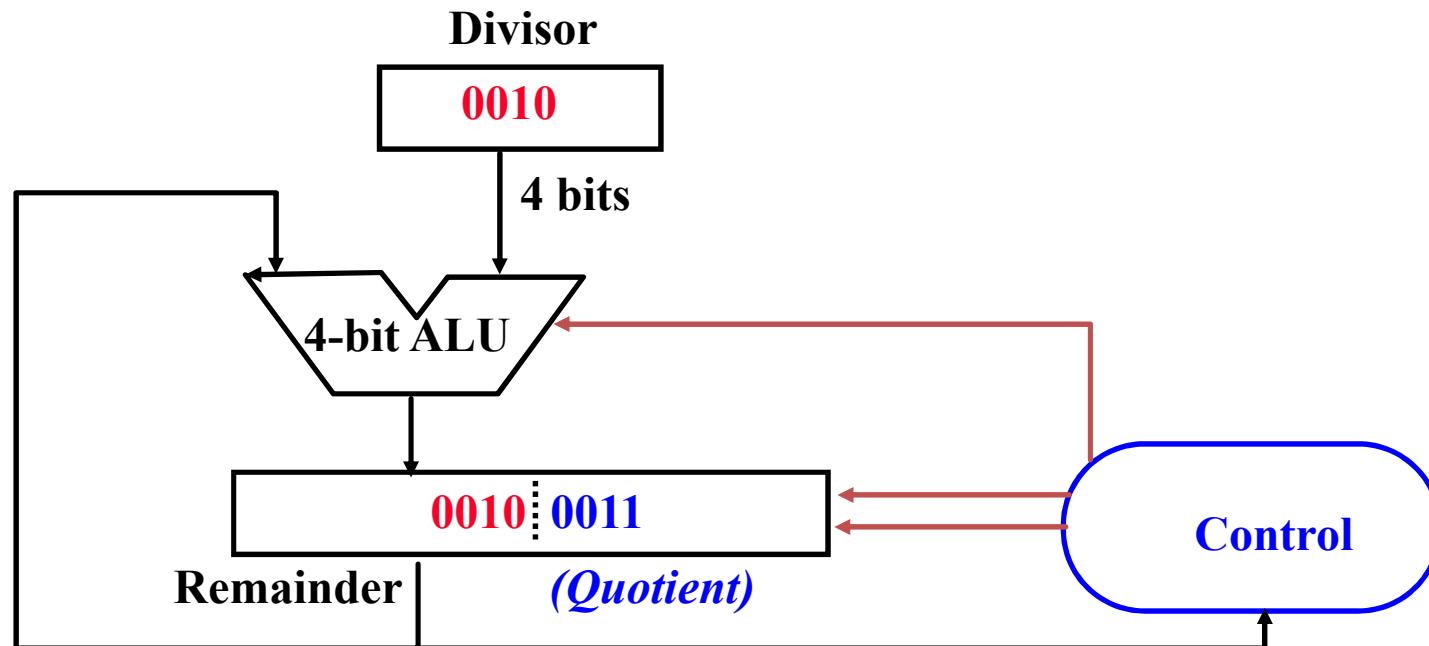 Divisor
0010
4 bits
4-bit ALU
0010 0011
Control
Remainder (Quotient)